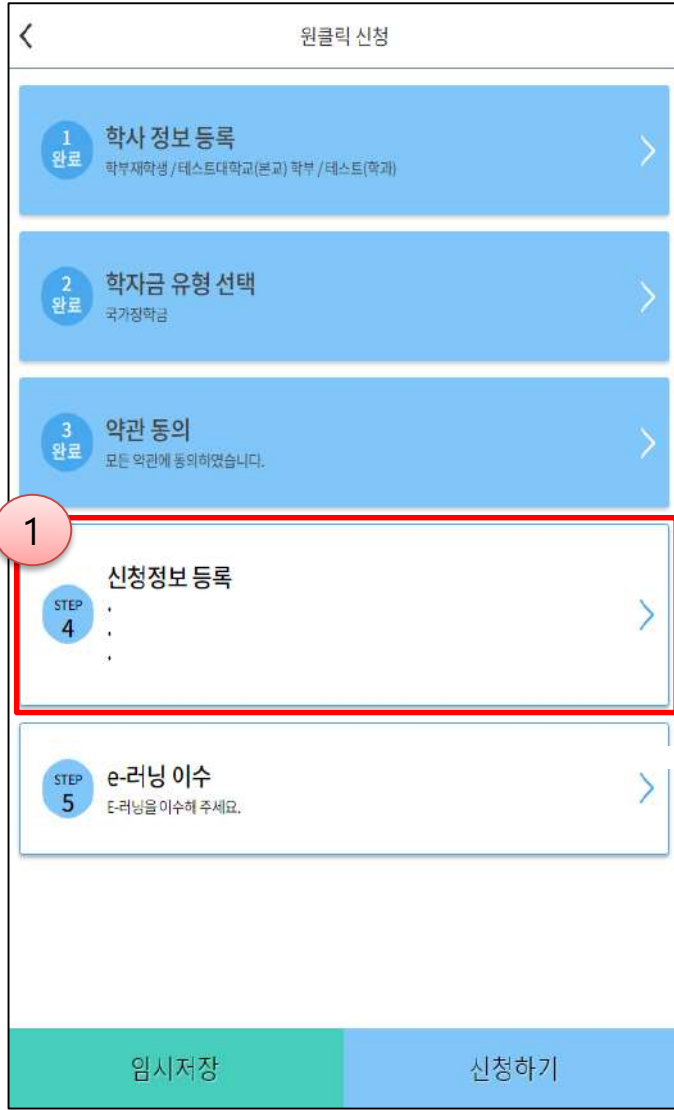 원클릭 신청
1
완료
학사 정보 등록
학부재학생 / 테스트대학교(본교) 학부 / 테스트(학과)
2
완료
학자금 유형 선택
국가장학금
3
완료
약관 동의
모든 약관에 동의하였습니다.
1
신청정보 등록
STEP
4
STEP
5
e-러닝 이수
E-러닝을 이수해 주세요.
임시저장
신청하기